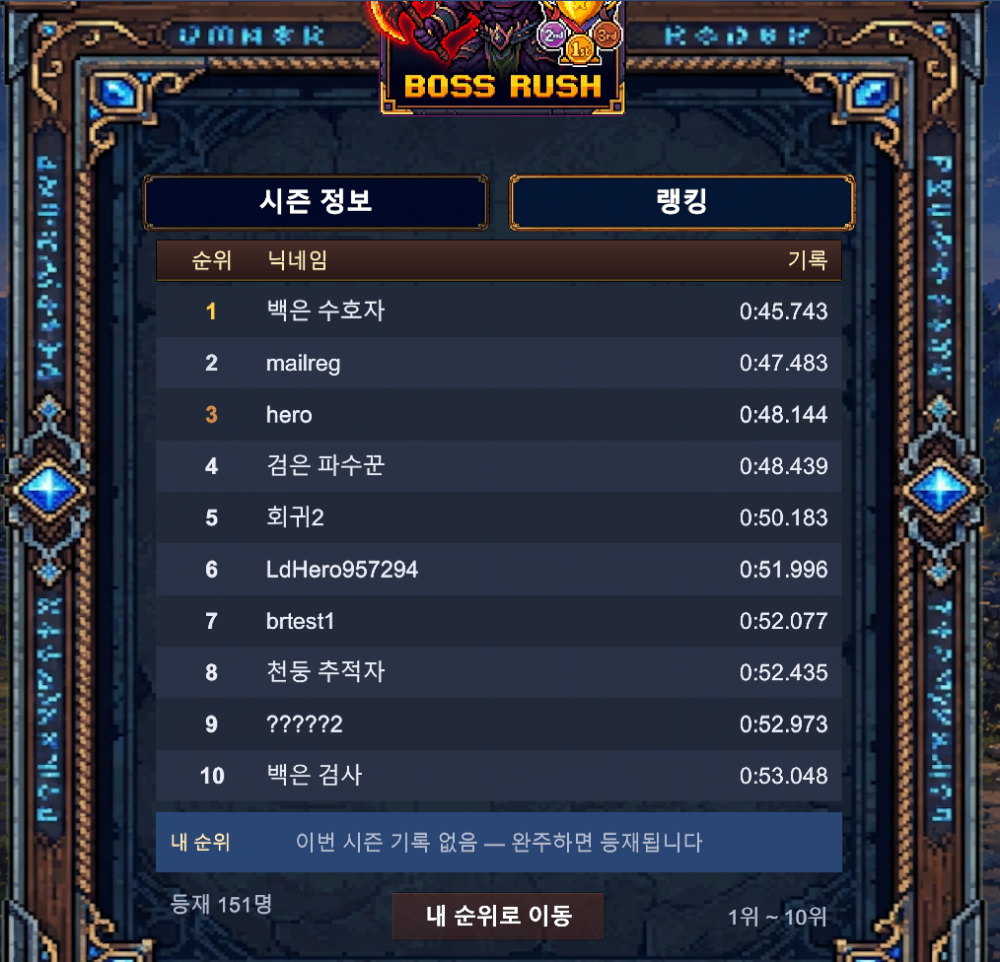 2nd
3rd
1st
BOSS RUSH
시즌 정보
랭킹
순위 닉네임 기록
1 백은 수호자 0:45.743
2 mailreg 0:47.483
3 hero 0:48.144
4 검은 파수꾼 0:48.439
5 회귀2 0:50.183
6 LdHero957294 0:51.996
7 brtest1 0:52.077
8 천둥 추적자 0:52.435
9 ?????2 0:52.973
10 백은 검사 0:53.048
내 순위 이번 시즌 기록 없음 — 완주하면 등재됩니다
등재 151명 내 순위로 이동 1위 ~ 10위